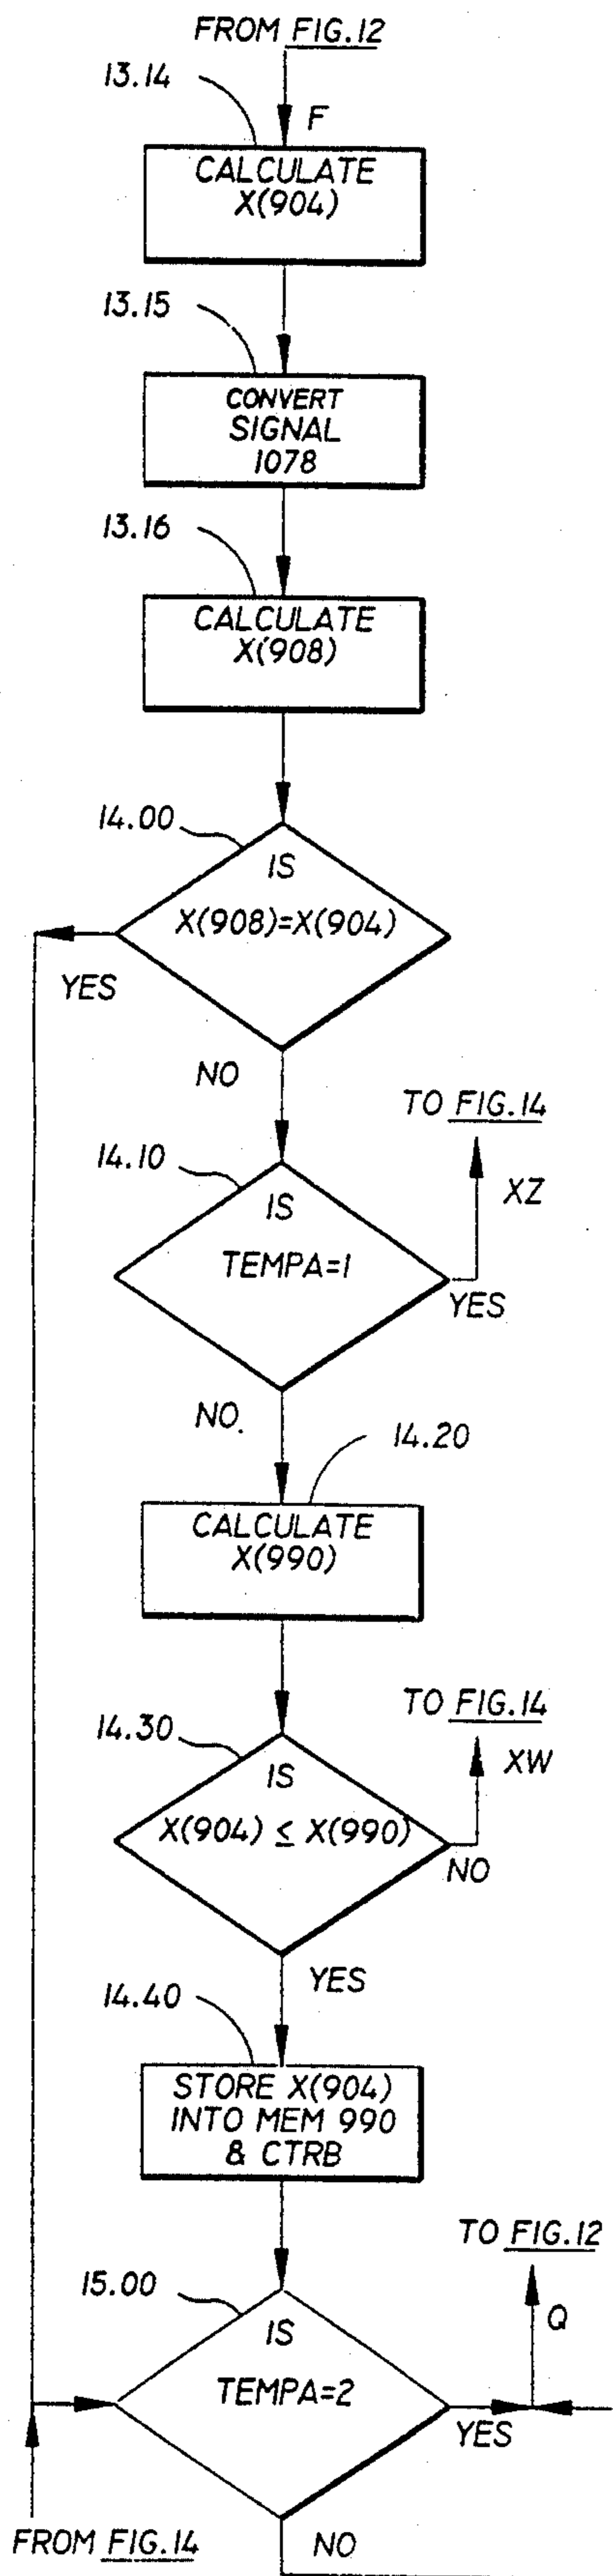 FROM FIG.12
13.14
F
CALCULATE
X(904)
13.15
CONVERT
SIGNAL
1078
13.16
CALCULATE
X(908)
14.00
IS
X(908)=X(904)
YES
NO
TO FIG.14
14.10
XZ
IS
TEMPA=1
YES
NO.
14.20
CALCULATE
X(990)
TO FIG.14
14.30
XW
IS
X(904) ≤ X(990)
NO
YES
14.40
STORE X(904)
INTO MEM 990
& CTRB
TO FIG.12
15.00
Q
IS
TEMPA=2
YES
FROM FIG.14
NO